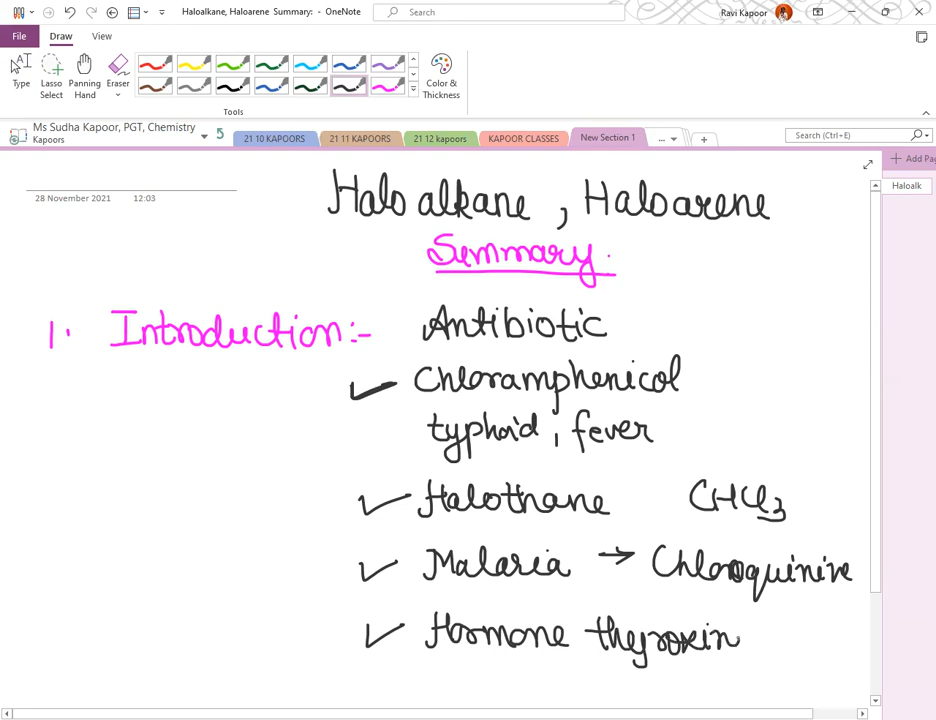 Haloalkane, Haloarene Summary: - OneNote
Search
Ravi Kapoor
File
Draw
View
Type
Lasso Select
Panning Hand
Eraser
Color & Thickness
Tools
Ms Sudha Kapoor, PGT, Chemistry
Kapoors
21 10 KAPOORS
21 11 KAPOORS
21 12 kapoors
KAPOOR CLASSES
New Section 1
...
Search (Ctrl+E)
Add Pag
Haloalk
28 November 2021 12:03
Haloalkane , Haloarene
Summary.
1. Introduction:- Antibiotic
Chloramphenicol
typhoid, fever
Halothane CHCl3
Malaria → Chloroquinine
Hormone thyroxin